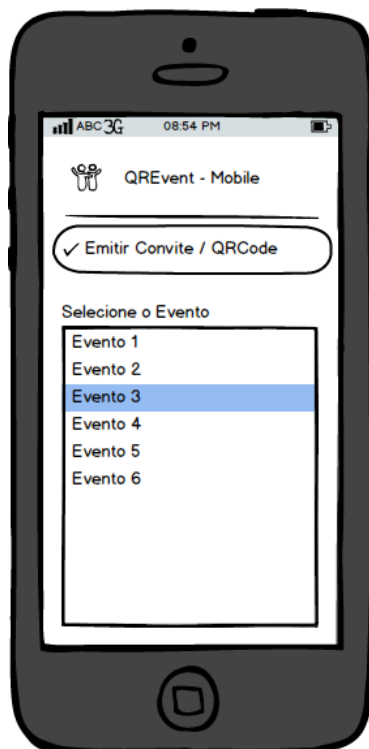 ABC 3G 08:54 PM
QREvent - Mobile
✓ Emitir Convite / QRCode
Selecione o Evento
Evento 1
Evento 2
Evento 3
Evento 4
Evento 5
Evento 6